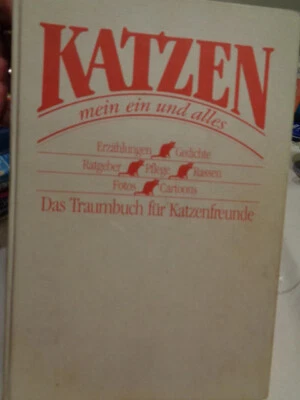 KATZEN
mein ein und alles
Erzählungen Gedichte
Ratgeber Pflege Rassen
Fotos Cartoons
Das Traumbuch für Katzenfreunde